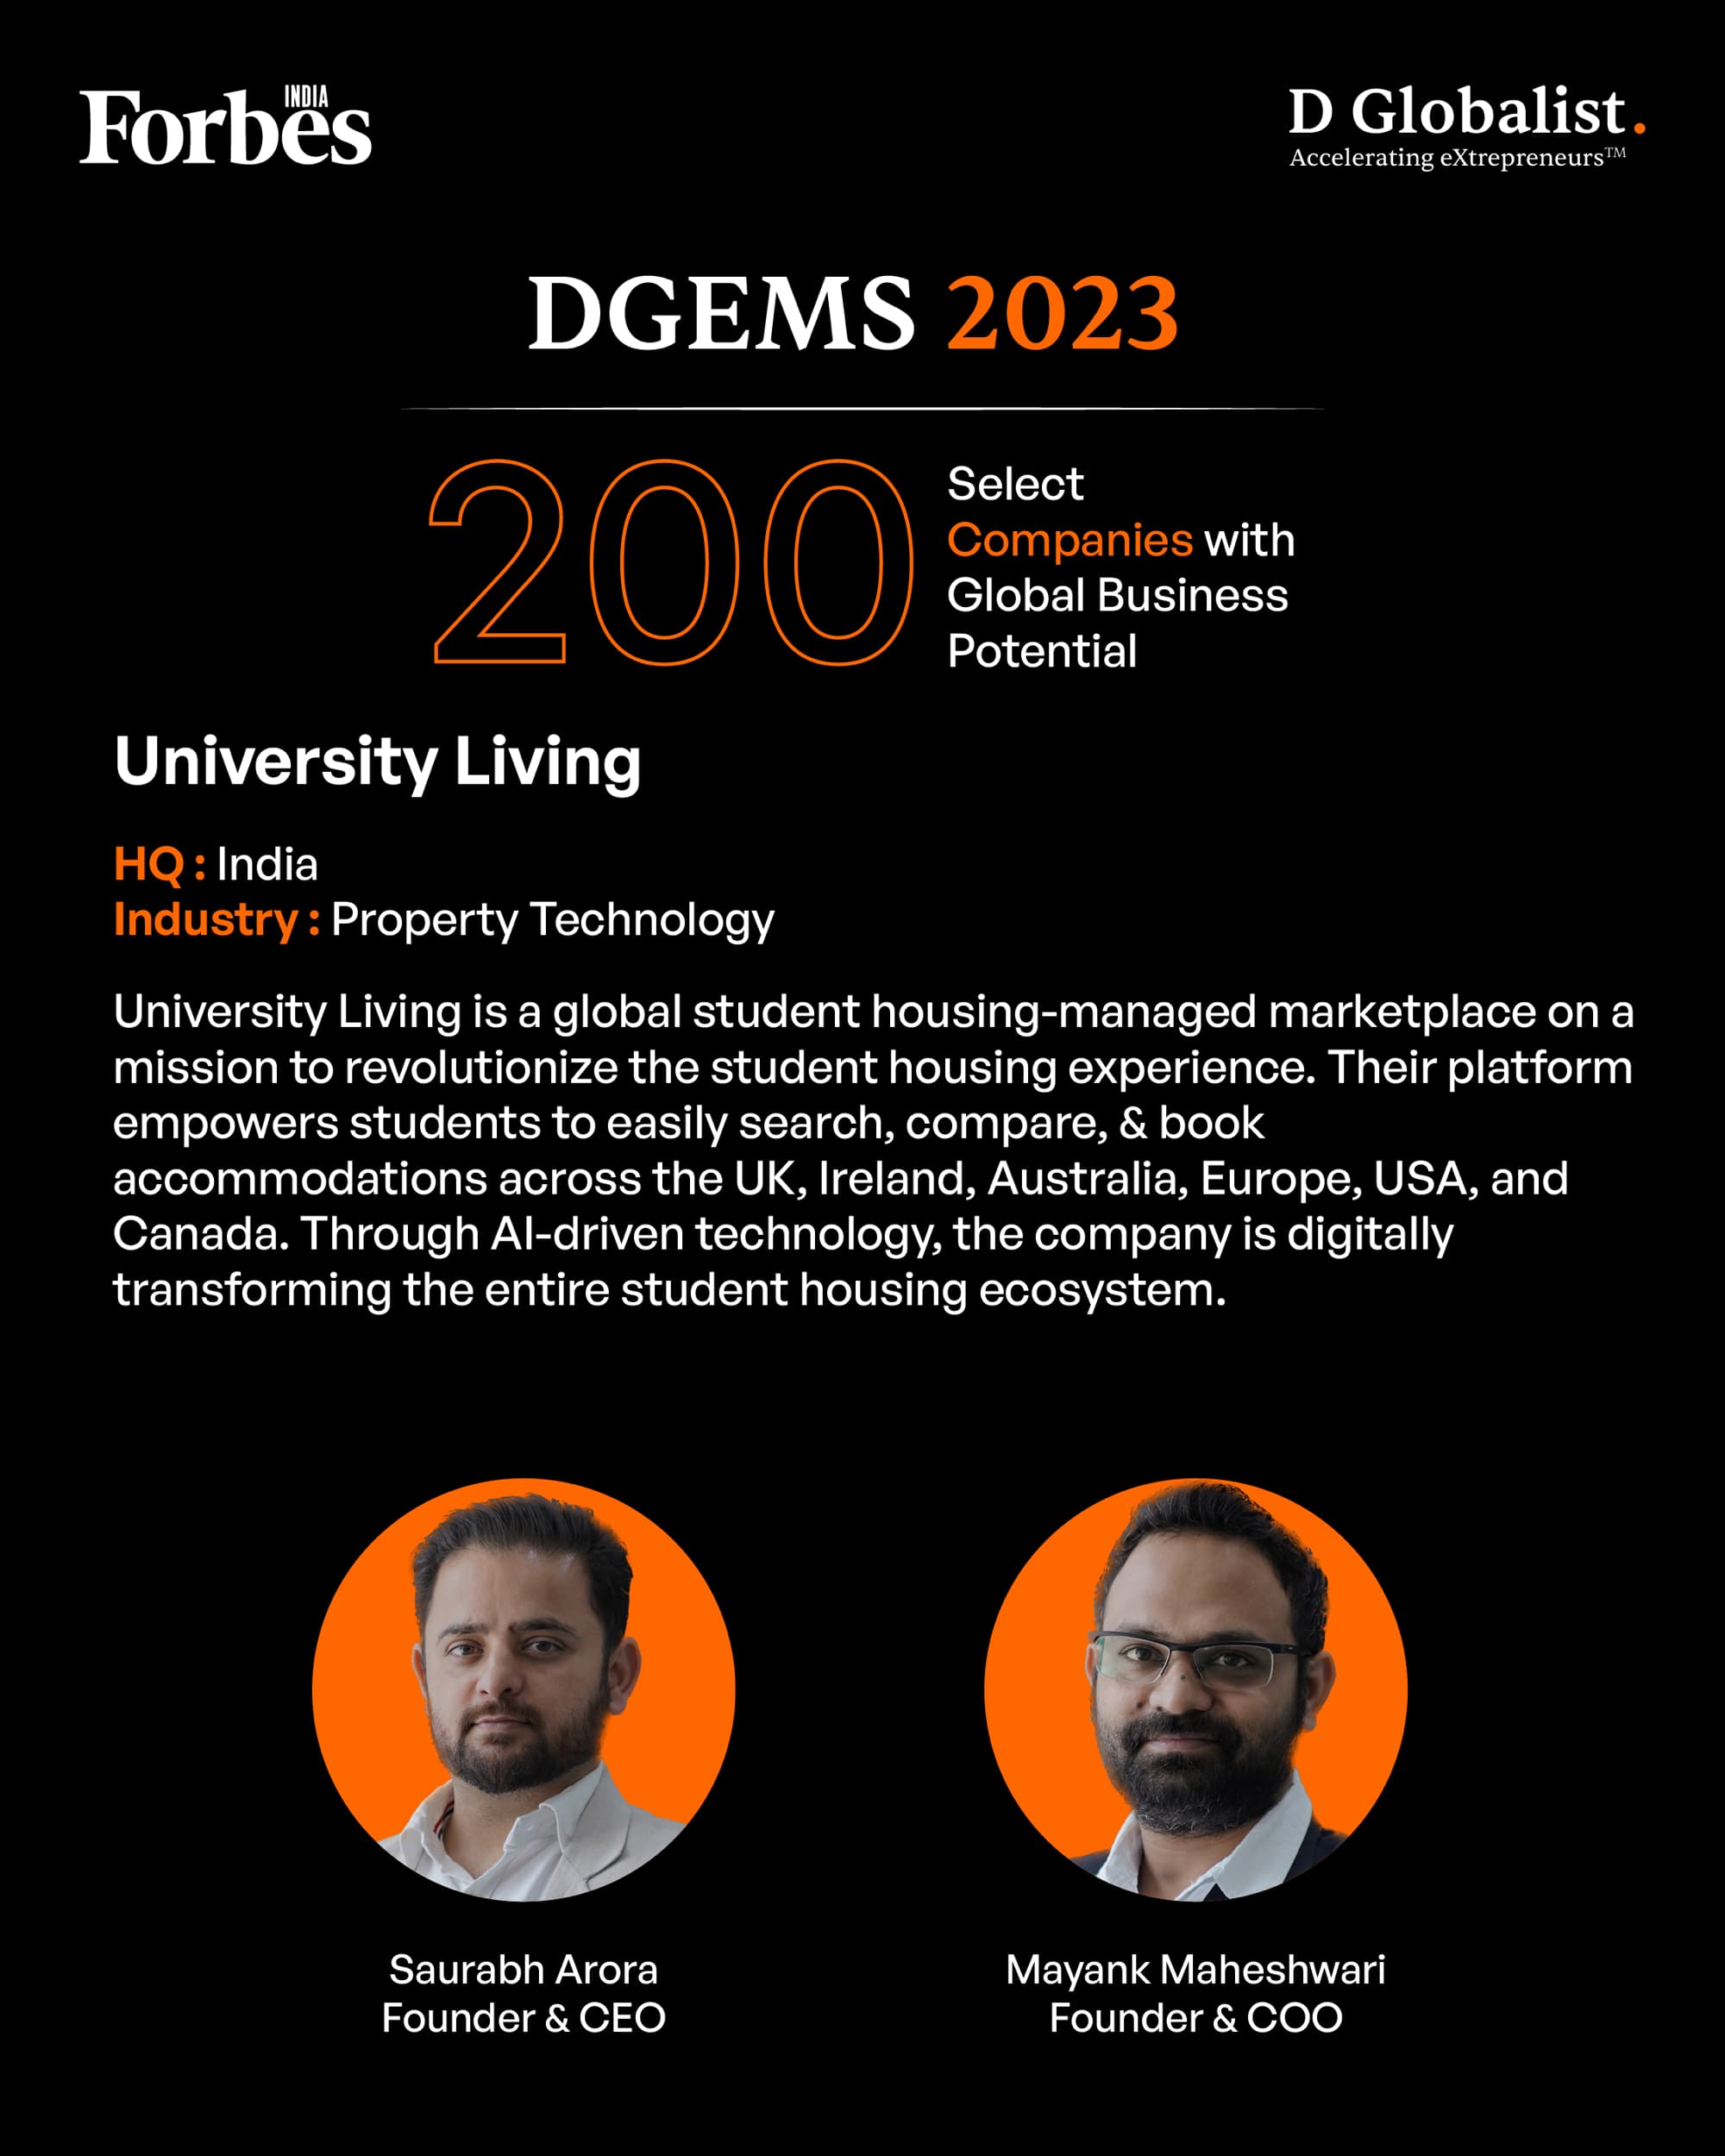 Forbes INDIA
D Globalist.
Accelerating eXtrepreneurs™
DGEMS 2023
200
Select
Companies with
Global Business
Potential
University Living
HQ : India
Industry : Property Technology
University Living is a global student housing-managed marketplace on a
mission to revolutionize the student housing experience. Their platform
empowers students to easily search, compare, & book
accommodations across the UK, Ireland, Australia, Europe, USA, and
Canada. Through AI-driven technology, the company is digitally
transforming the entire student housing ecosystem.
Saurabh Arora
Founder & CEO
Mayank Maheshwari
Founder & COO